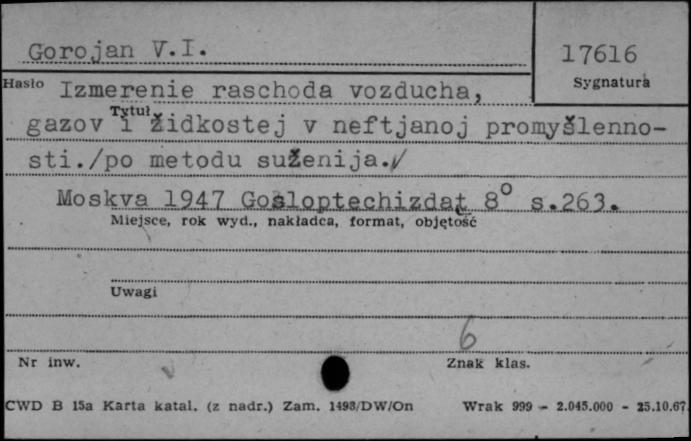 Gorojan V.I.
17616
Hasło
Sygnatura
Izmerenie raschoda vozducha,
Tytuł
gazov i židkostej v neftjanoj promyšlenno-
sti./po metodu suženija./
Moskva 1947 Gosloptechizdat 8° s.263.
Miejsce, rok wyd., nakładca, format, objętość
Uwagi
6
Nr inw.
Znak klas.
CWD B 15a Karta katal. (z nadr.) Zam. 1493/DW/On
Wrak 999 - 2.045.000 - 25.10.67